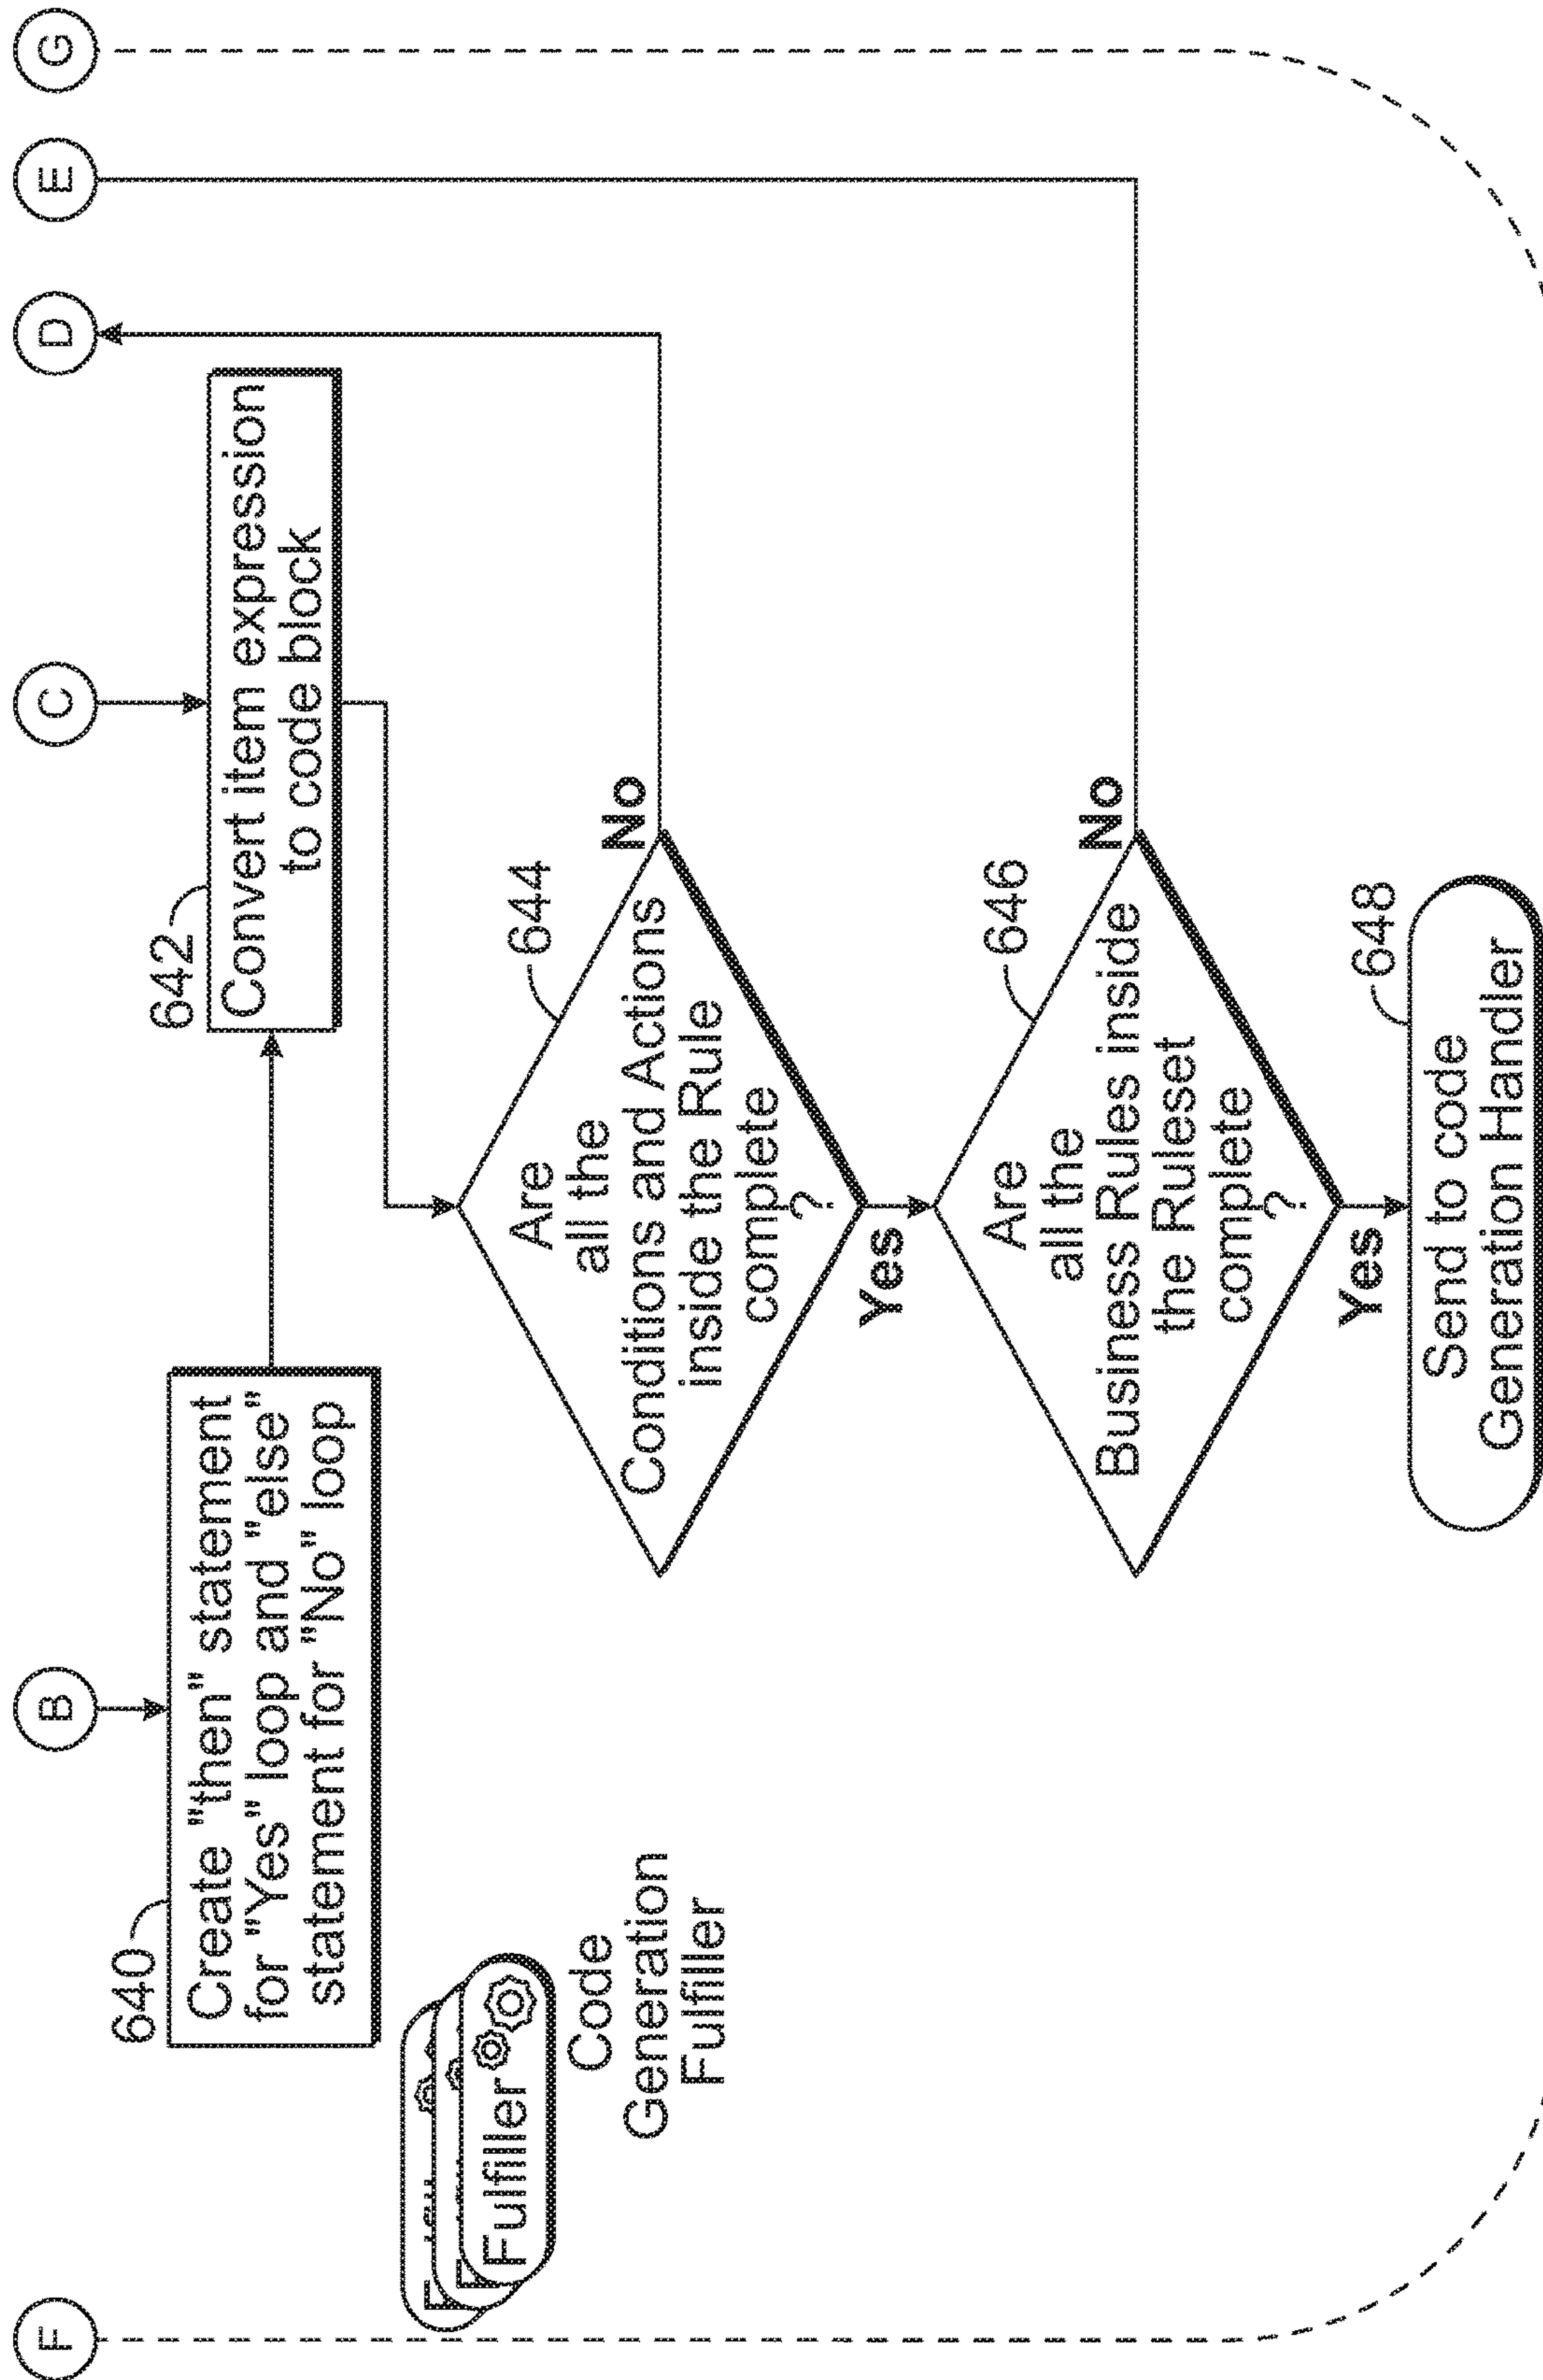 F
B
C
D
E
G
640
Create "then" statement
for "Yes" loop and "else"
statement for "No" loop
642
Convert item expression
to code block
Fulfiller
Code
Generation
Fulfiller
644
Are
all the
Conditions and Actions
inside the Rule
complete
?
No
Yes
646
Are
all the
Business Rules inside
the Ruleset
complete
?
No
Yes
648
Send to code
Generation Handler